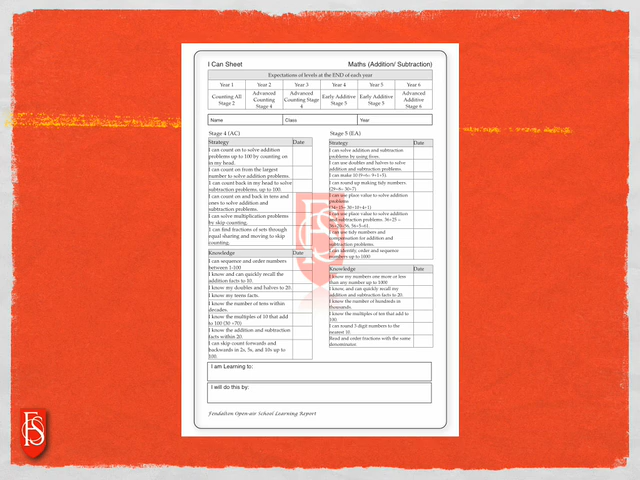 I Can Sheet Maths (Addition/ Subtraction)
Expectations of levels at the END of each year
Year 1 Year 2 Year 3 Year 4 Year 5 Year 6
Counting All Stage 2
Advanced Counting Stage 4
Advanced Counting Stage 4
Early Additive Stage 5
Early Additive Stage 5
Advanced Additive Stage 6
Name Class Year
Stage 4 (AC)
Strategy Date
I can count on to solve addition
problems up to 100 by counting on
in my head.
I can count on from the largest
number to solve addition problems.
I can count back in my head to solve
subtraction problems, up to 100.
I can count on and back in tens and
ones to solve addition and
subtraction problems.
I can solve multiplication problems
by skip counting.
I can find fractions of sets through
equal sharing and moving to skip
counting.
Knowledge Date
I can sequence and order numbers
between 1-100
I know and can quickly recall the
addition facts to 10.
I know my doubles and halves to 20.
I know my teens facts.
I know the number of tens within
decades.
I know the multiples of 10 that add
to 100 (30 +70)
I know the addition and subtraction
facts within 20.
I can skip count forwards and
backwards in 2s, 5s, and 10s up to
100.
Stage 5 (EA)
Strategy Date
I can solve addition and subtraction
problems by using fives.
I can use doubles and halves to solve
addition and subtraction problems.
I can make 10 (9+6= 9+1+5)
I can round up making tidy numbers
I can use place value to solve addition
problems
I can use place value to solve addition
and subtraction problems.
I can use tidy numbers and
compensation for addition and
subtraction problems.
I can identify, order and sequence
numbers up to 1000
Knowledge Date
I know my numbers one more or less
than any number up to 1000
I know, and can quickly recall my
addition and subtraction facts to 20.
I know the number of hundreds in
thousands.
I know the multiples of ten that add to
100.
I can round 3 digit numbers to the
nearest 10.
Read and order fractions with the same
denominator.
I am Learning to:
I will do this by:
Fendalton Open-air School Learning Report
FS